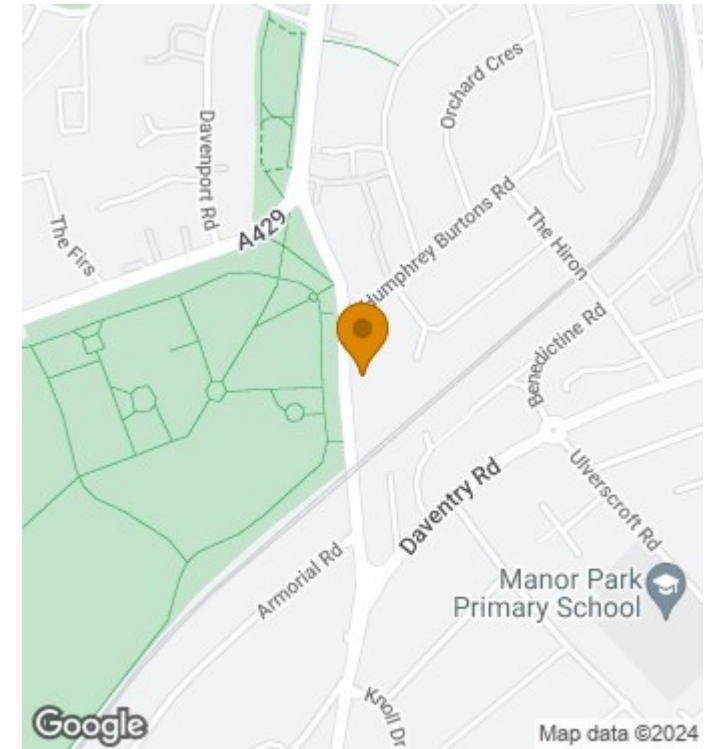 Orchard Cres
Davenport Rd
The Firs
A429
Humphrey Burtons Rd
The Hiron
Benedictine Rd
Daventry Rd
Ulverscroft Rd
Armorial Rd
Manor Park
Primary School
Knoll Dr
Google
Map data ©2024